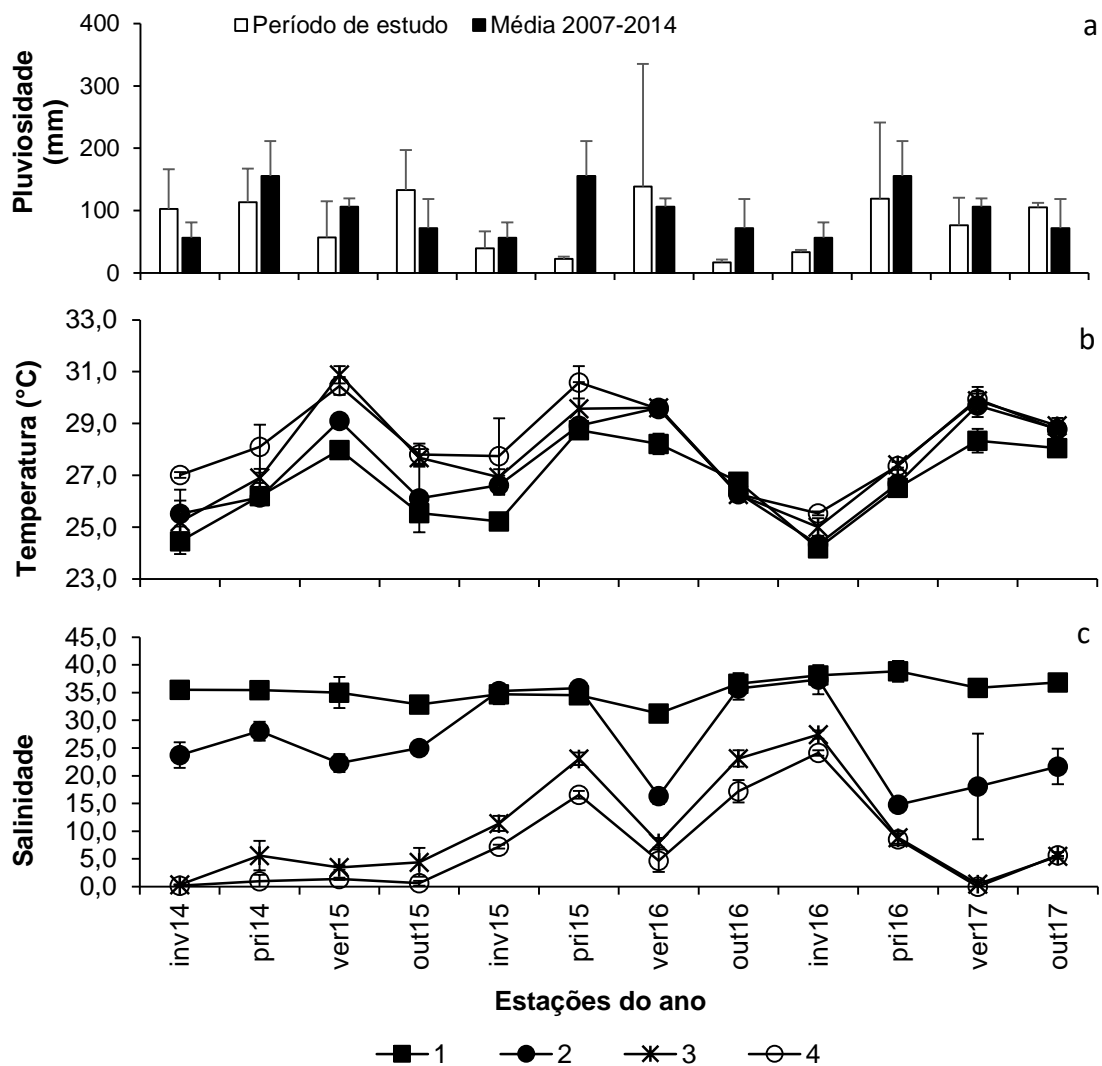 400
Período de estudo
Média 2007-2014
a
300
200
100
0
Pluviosidade
(mm)
33,0
b
31,0
29,0
27,0
25,0
23,0
Temperatura (°C)
45,0
c
40,0
35,0
30,0
25,0
20,0
15,0
10,0
5,0
0,0
Salinidade
inv14
pri14
ver15
out15
inv15
pri15
ver16
out16
inv16
pri16
ver17
out17
Estações do ano
1
2
3
4